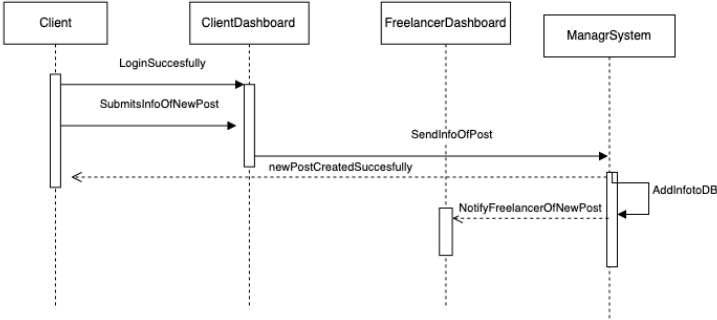 Client
ClientDashboard
FreelancerDashboard
ManagrSystem
LoginSuccesfully
SubmitsInfoOfNewPost
SendInfoOfPost
newPostCreatedSuccesfully
AddInfotoDB
NotifyFreelancerOfNewPost